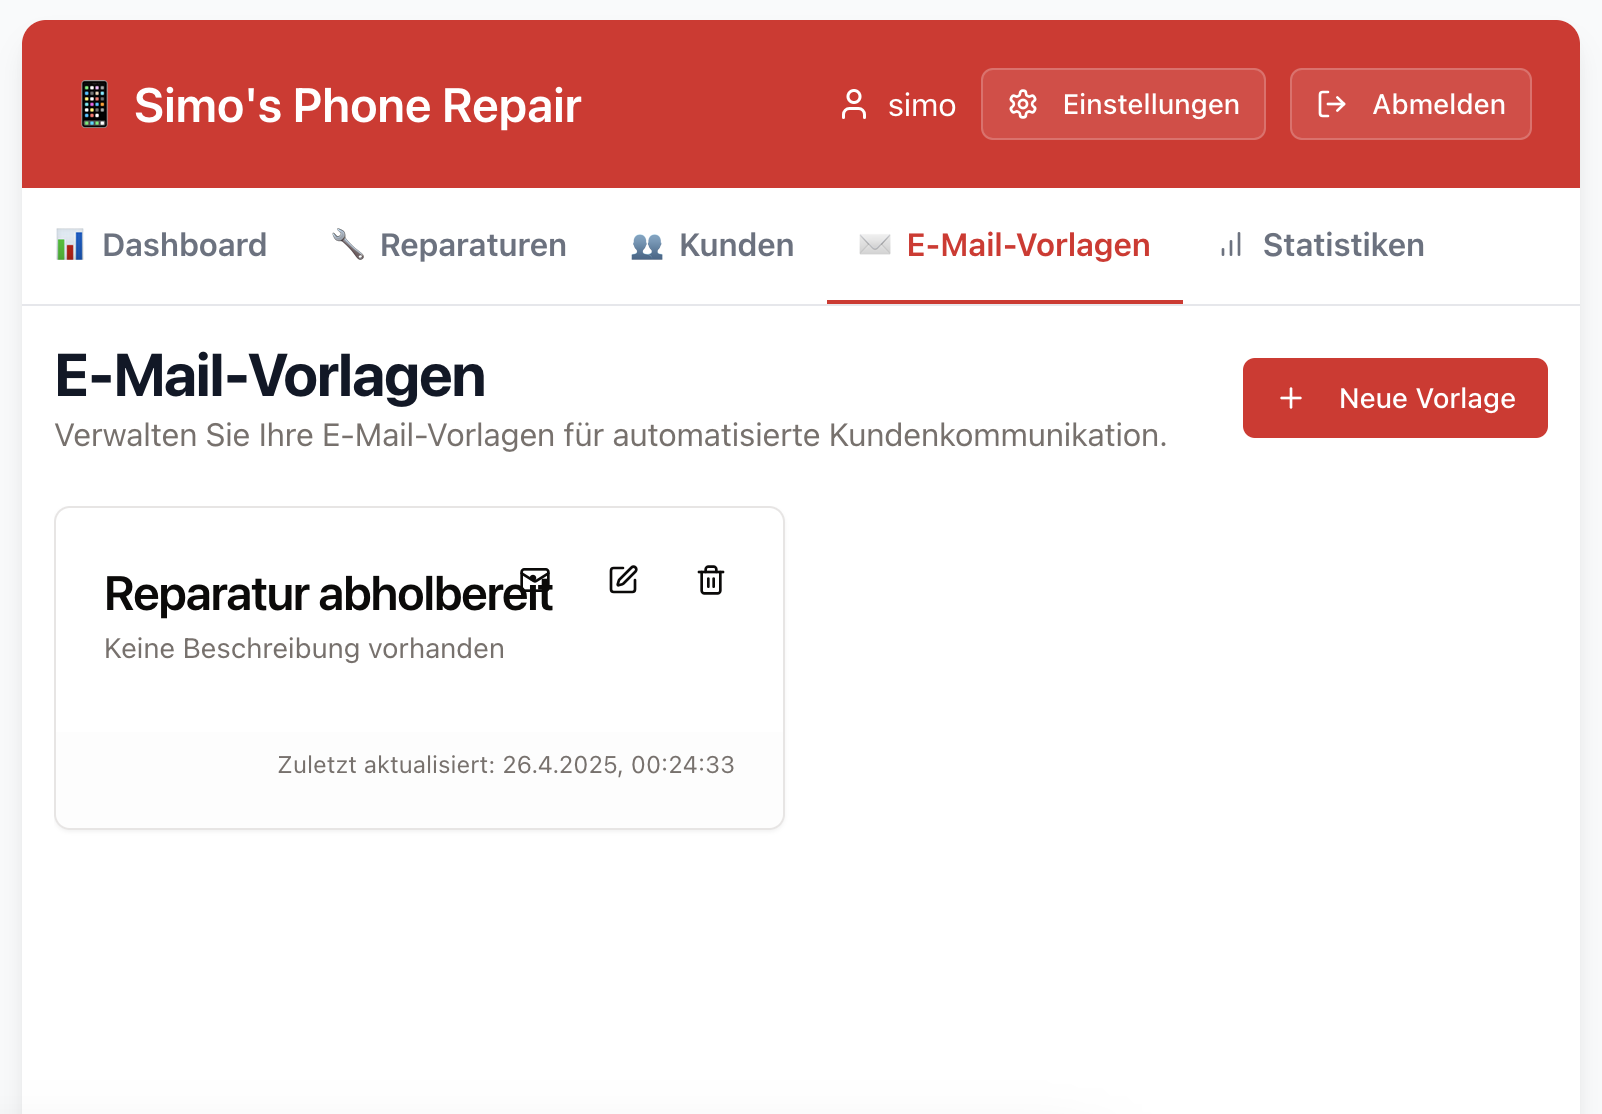 Simo's Phone Repair
simo
Einstellungen
Abmelden
Dashboard
Reparaturen
Kunden
E-Mail-Vorlagen
Statistiken
E-Mail-Vorlagen
Verwalten Sie Ihre E-Mail-Vorlagen für automatisierte Kundenkommunikation.
Neue Vorlage
Reparatur abholbereit
Keine Beschreibung vorhanden
Zuletzt aktualisiert: 26.4.2025, 00:24:33